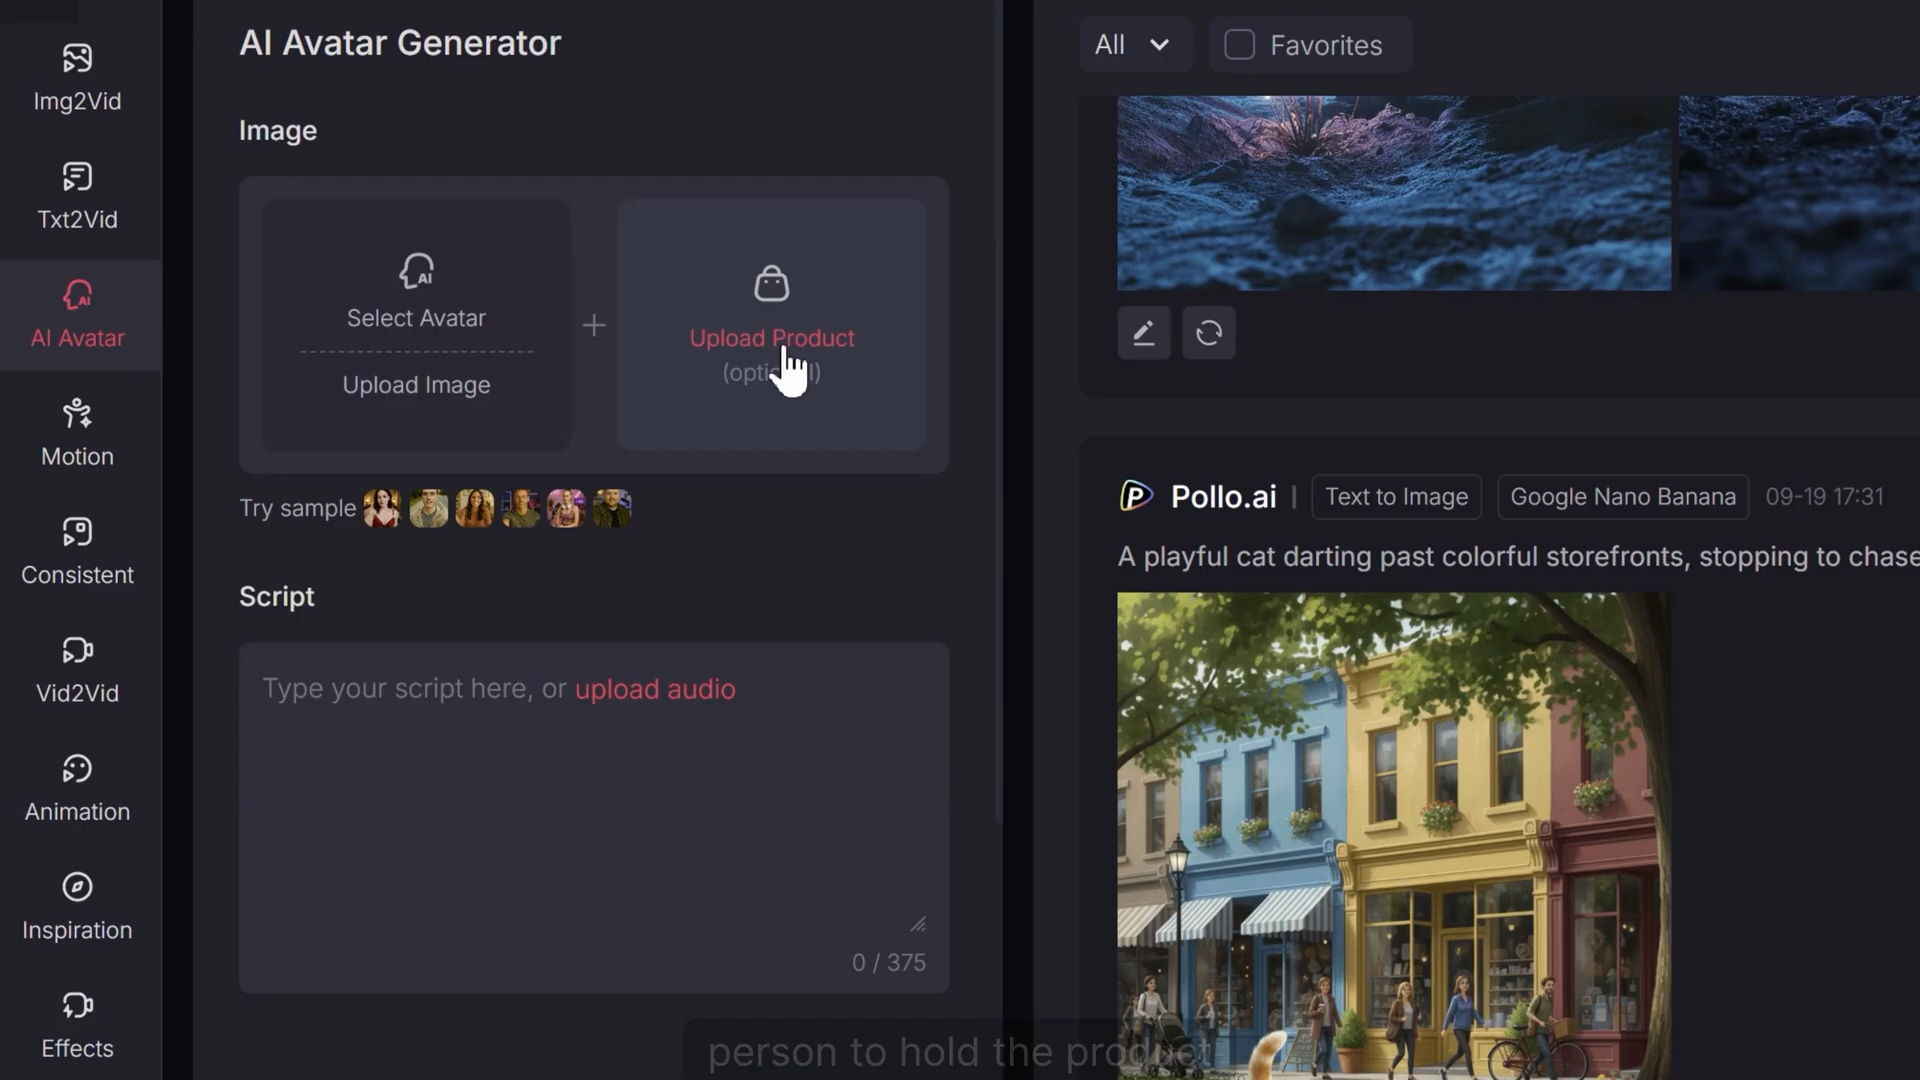 Img2Vid
Txt2Vid
AI Avatar
Motion
Consistent
Vid2Vid
Animation
Inspiration
Effects
AI Avatar Generator
Image
AI
Select Avatar
Upload Image
Upload Product
Try sample
Script
Type your script here, or upload audio
0 / 375
All
Favorites
Pollo.ai | Text to Image Google Nano Banana 09-19 17:31
A playful cat darting past colorful storefronts, stopping to chase
person to hold the product